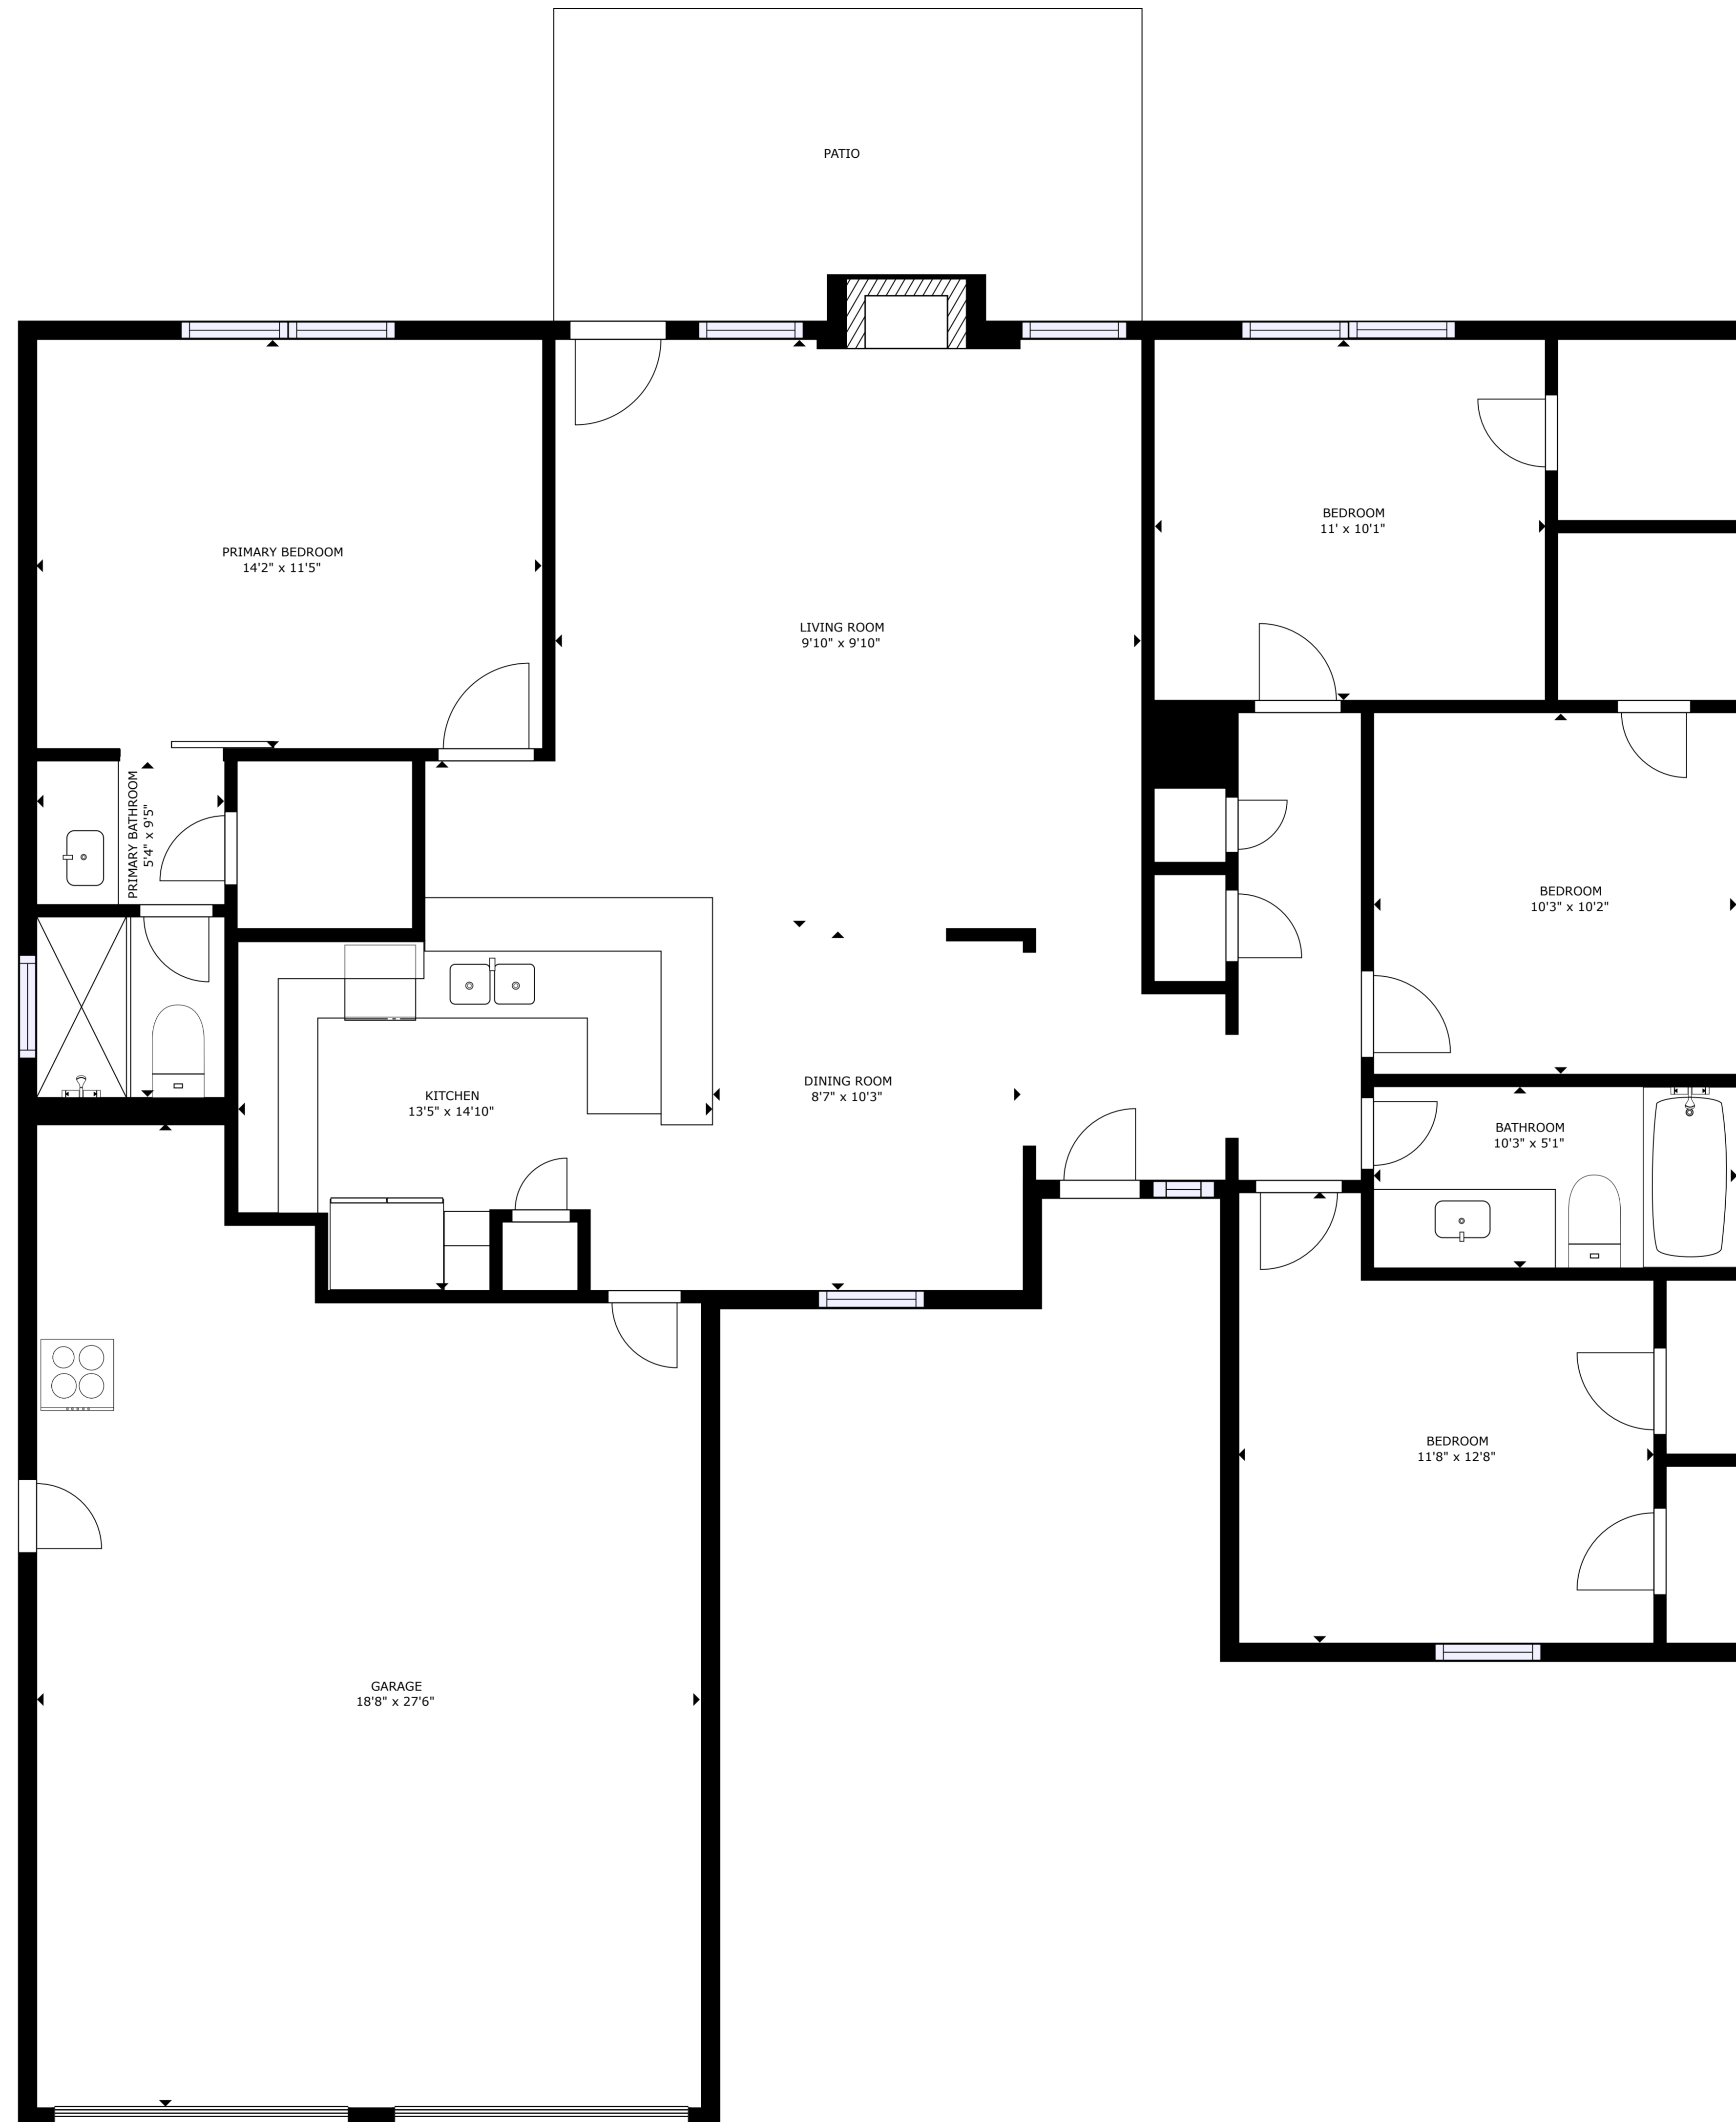 PATIO
BEDROOM
11' x 10'1"
PRIMARY BEDROOM
14'2" x 11'5"
LIVING ROOM
9'10" x 9'10"
PRIMARY BATHROOM
5'4" x 9'5"
BEDROOM
10'3" x 10'2"
DINING ROOM
8'7" x 10'3"
KITCHEN
13'5" x 14'10"
BATHROOM
10'3" x 5'1"
BEDROOM
11'8" x 12'8"
GARAGE
18'8" x 27'6"